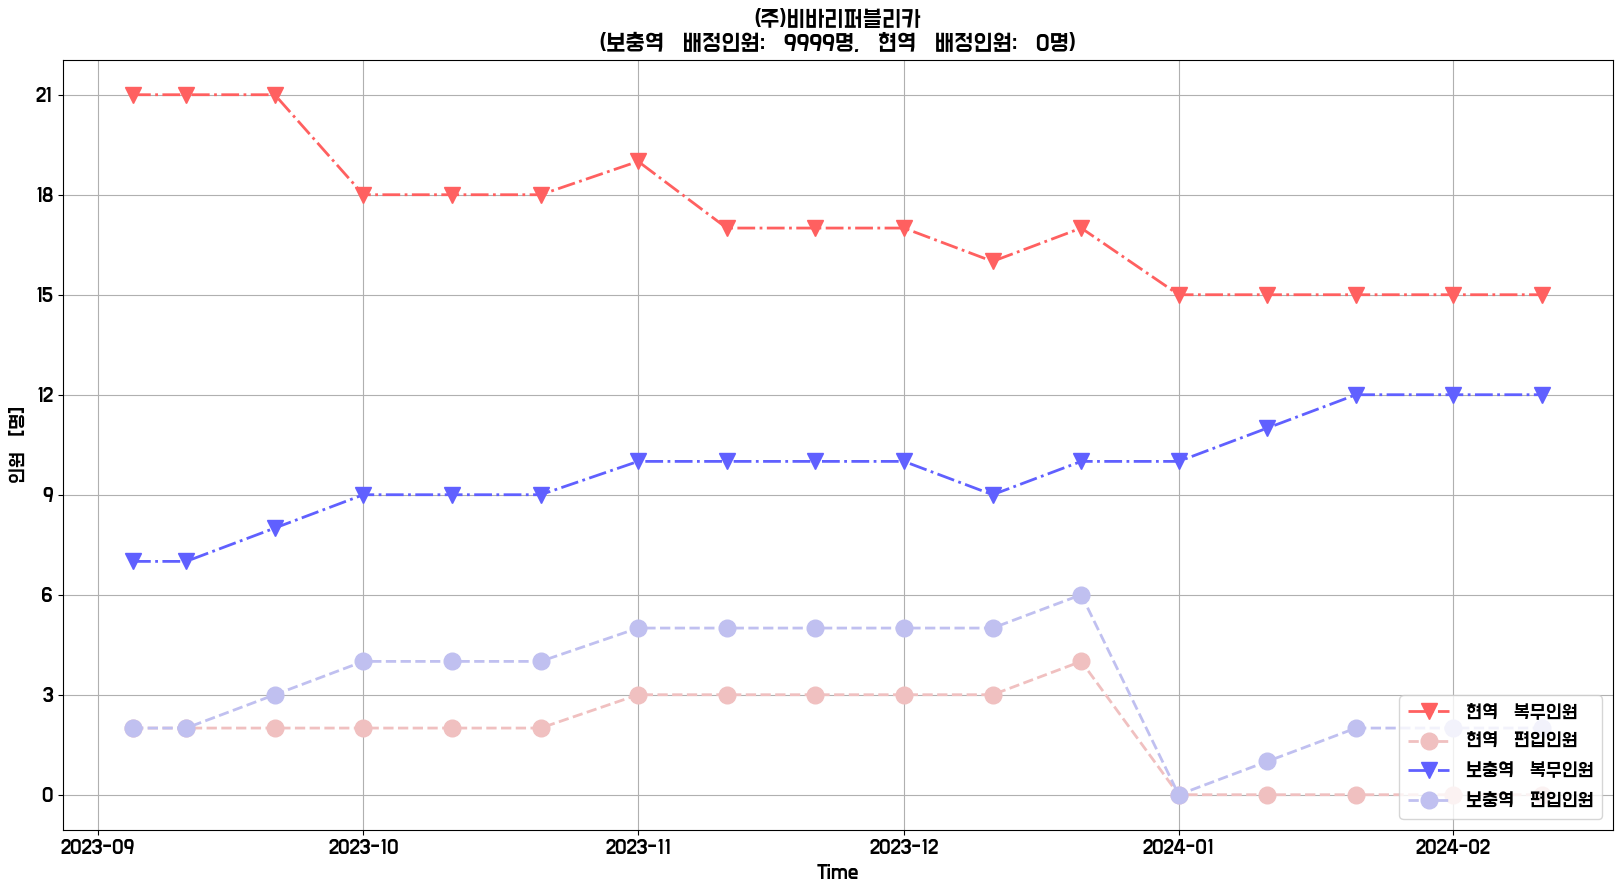 (주)비바리퍼블리카
(보충역 배정인원: 9999명, 현역 배정인원: 0명)
인원 [명]
21
18
15
12
9
6
3
0
현역 복무인원
현역 편입인원
보충역 복무인원
보충역 편입인원
2023-09 2023-10 2023-11 2023-12 2024-01 2024-02
Time